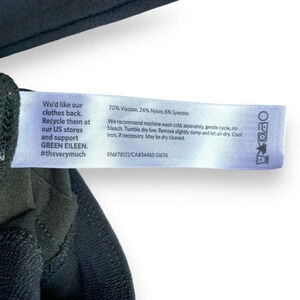 We'd like our
clothes back.
Recycle them at
our US stores
and support
GREEN EILEEN.
#thxverymuch
70% Viscose, 24% Nylon, 6% Spandex
We recommend machine wash cold, separately, gentle cycle, no
bleach. Tumble dry low. Remove slightly damp and let air dry. Cool
iron, if necessary. May be dry cleaned.
RN#78121/CA#34460 S16TK